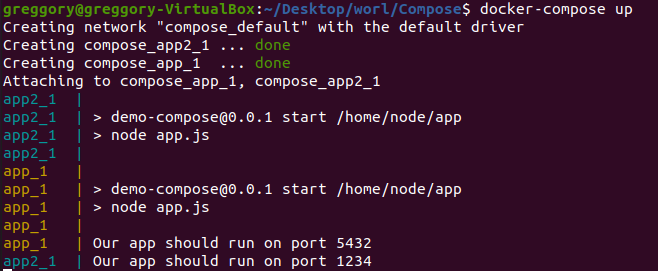 greggory@greggory-VirtualBox:~/Desktop/worl/Compose$ docker-compose up
Creating network "compose_default" with the default driver
Creating compose_app2_1 ... done
Creating compose_app_1  ... done
Attaching to compose_app_1, compose_app2_1
app2_1  |
app2_1  | > demo-compose@0.0.1 start /home/node/app
app2_1  | > node app.js
app2_1  |
app_1   |
app_1   | > demo-compose@0.0.1 start /home/node/app
app_1   | > node app.js
app_1   |
app_1   | Our app should run on port 5432
app2_1  | Our app should run on port 1234